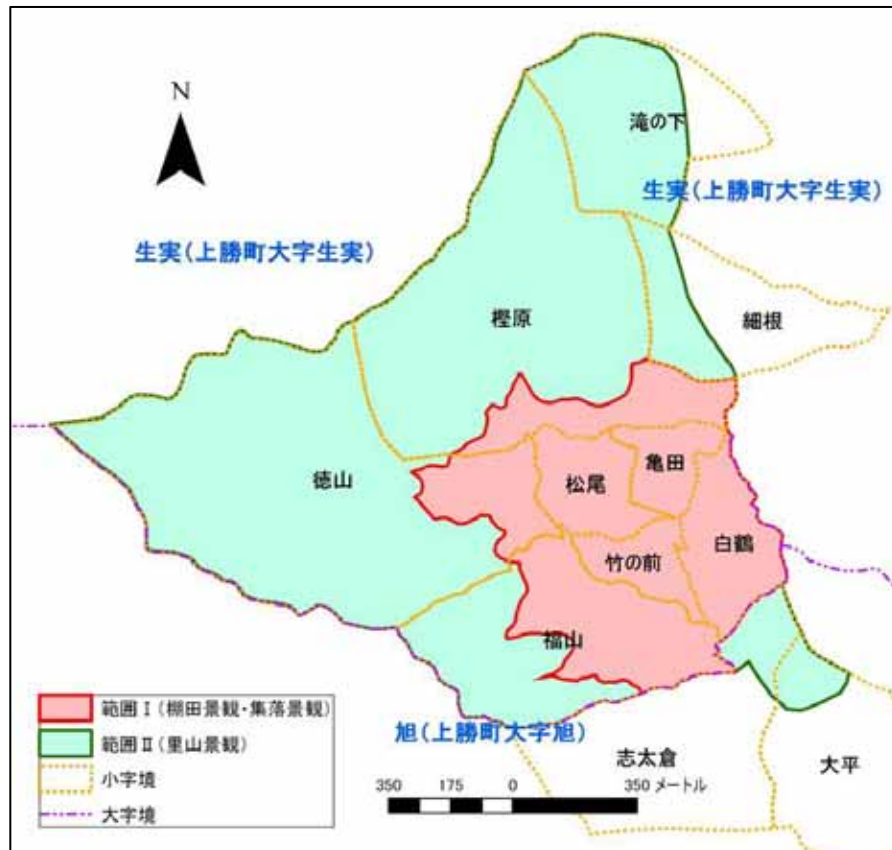 N
滝の下
生実(上勝町大字生実)
生実(上勝町大字生実)
樫原
細根
徳山
松尾
亀田
白鶴
竹の前
福山
範囲Ⅰ(棚田景観・集落景観)
範囲Ⅱ(里山景観)
小字境
大字境
旭(上勝町大字旭)
志太倉
大平
350 175 0 350 メートル